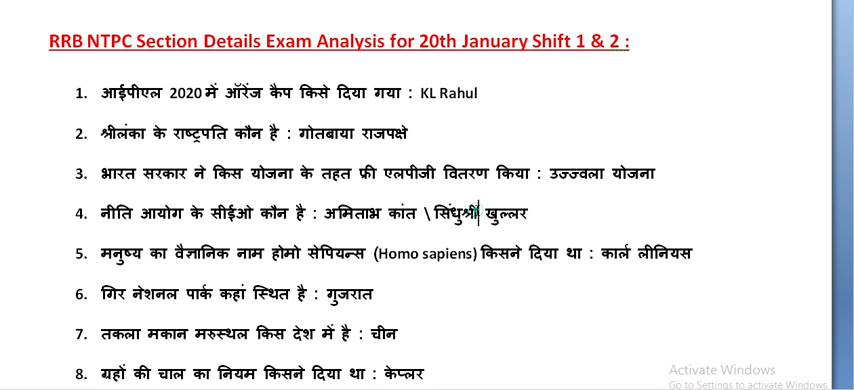 RRB NTPC Section Details Exam Analysis for 20th January Shift 1 & 2 :
1. आईपीएल 2020 में ऑरेंज कैप किसे दिया गया : KL Rahul
2. श्रीलंका के राष्ट्रपति कौन है : गोतबाया राजपक्षे
3. भारत सरकार ने किस योजना के तहत फ्री एलपीजी वितरण किया : उज्ज्वला योजना
4. नीति आयोग के सीईओ कौन है : अमिताभ कांत \ सिंधुश्री खुल्लर
5. मनुष्य का वैज्ञानिक नाम होमो सेपियन्स (Homo sapiens) किसने दिया था : कार्ल लीनियस
6. गिर नेशनल पार्क कहां स्थित है : गुजरात
7. तकला मकान मरुस्थल किस देश में है : चीन
8. ग्रहों की चाल का नियम किसने दिया था : केप्लर
Activate Windows
Go to Settings to activate Windows.